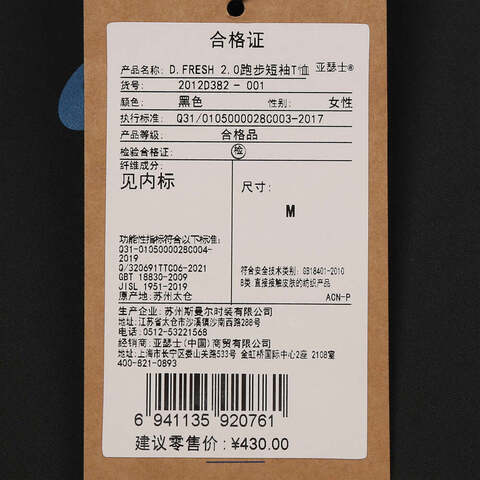 合格证
产品名称: D.FRESH 2.0跑步短袖T恤 亚瑟士®
货号: 2012D382 - 001
颜色: 黑色 性别: 女性
执行标准: Q31/0105000028C003-2017
产品等级: 合格品
检验合格证: 检
纤维成分:
见内标
尺寸:
M
功能性指标符合以下标准:
Q31-0105000028C004-
2019
Q/320691TTC06-2021
GBT 18830-2009
JISL 1951-2019
原产地: 苏州太仓
符合安全技术类别: GB18401-2010
B类:直接接触皮肤的纺织产品
ACN-P
生产企业: 苏州斯曼尔时装有限公司
地址: 江苏省太仓市沙溪镇沙南西路288号
电话: 0512-53221568
经销商: 亚瑟士(中国)商贸有限公司
地址: 上海市长宁区娄山关路533号 金虹桥国际中心2座 2108室
400-821-0893
6 941135 920761
建议零售价: ¥430.00